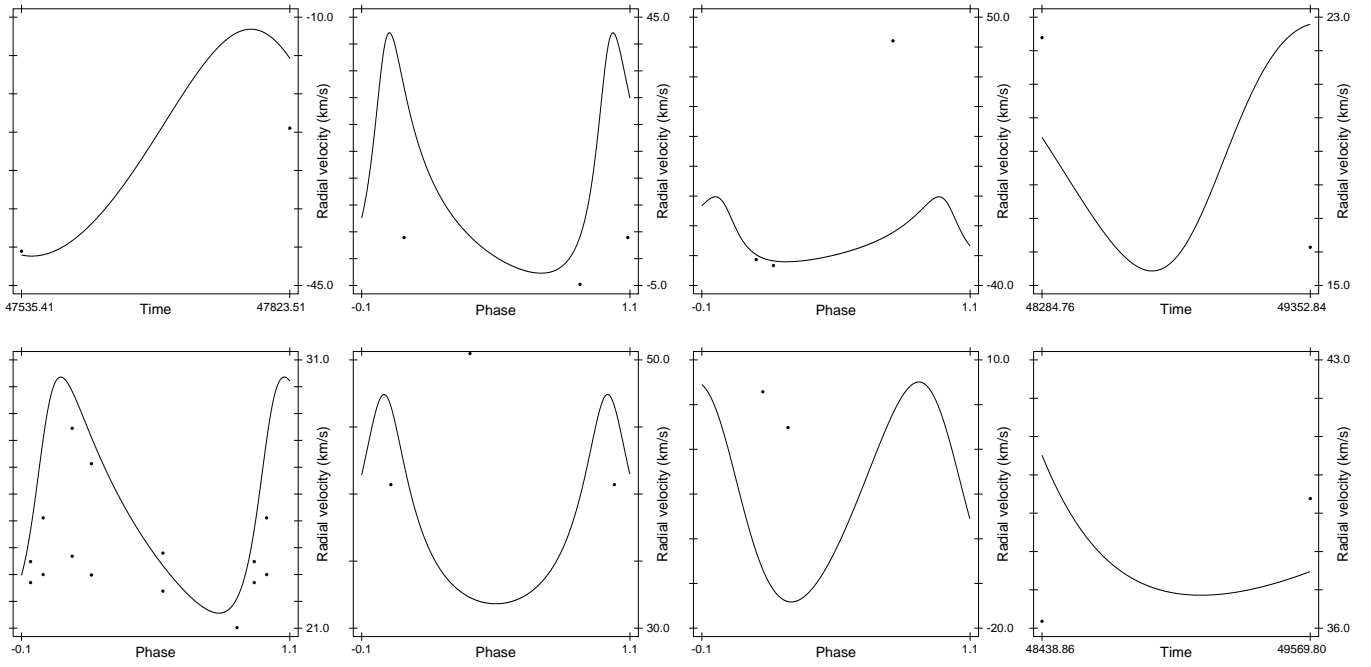 -10.0
Radial velocity (km/s)
-45.0
47535.41 Time 47823.51
45.0
Radial velocity (km/s)
-5.0
-0.1 Phase 1.1
50.0
Radial velocity (km/s)
-40.0
-0.1 Phase 1.1
23.0
Radial velocity (km/s)
15.0
48284.76 Time 49352.84
31.0
Radial velocity (km/s)
21.0
-0.1 Phase 1.1
50.0
Radial velocity (km/s)
30.0
-0.1 Phase 1.1
10.0
Radial velocity (km/s)
-20.0
-0.1 Phase 1.1
43.0
Radial velocity (km/s)
36.0
48438.86 Time 49569.80